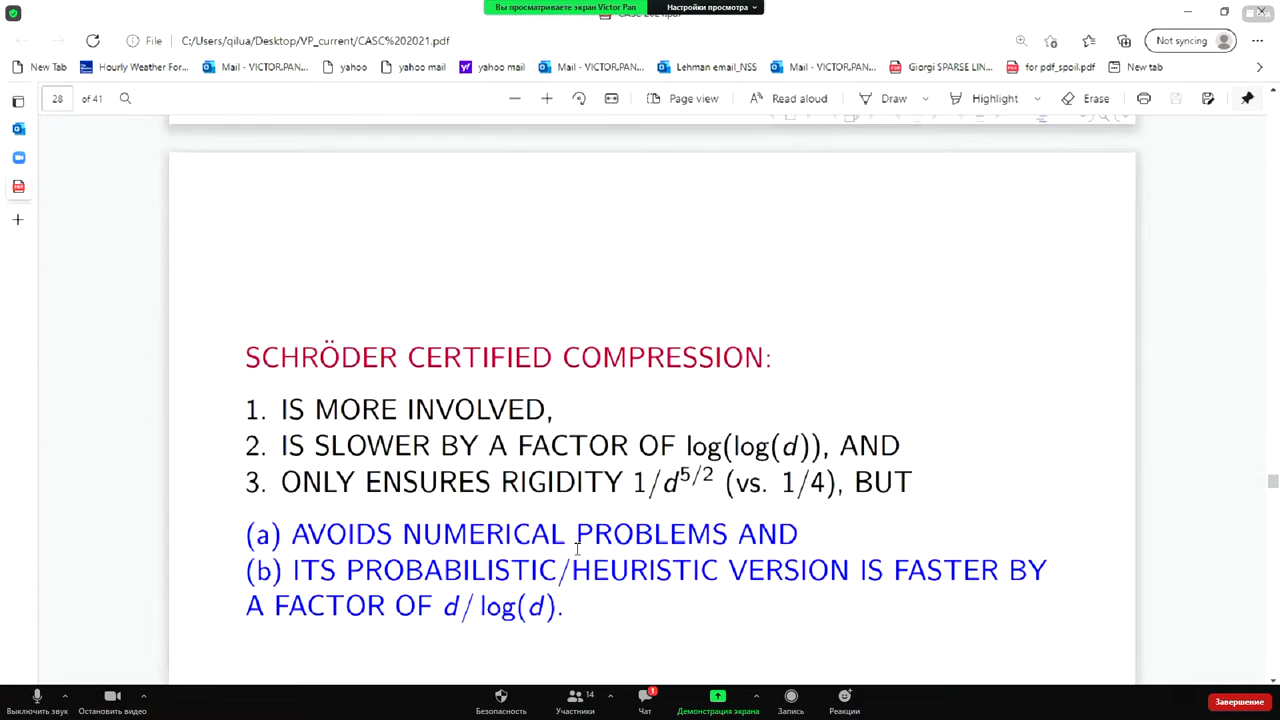 Вы просматриваете экран Victor Pan
Настройки просмотра
File C:/Users/qilua/Desktop/VP_current/CASC%202021.pdf
Not syncing
New Tab
Hourly Weather For...
Mail - VICTOR.PAN...
yahoo
yahoo mail
yahoo mail
Mail - VICTOR.PAN...
Lehman email_NSS
Mail - VICTOR.PAN...
Giorgi SPARSE LIN...
for pdf_spoil.pdf
New tab
28 of 41
Page view
Read aloud
Draw
Highlight
Erase
SCHRÖDER CERTIFIED COMPRESSION:
1. IS MORE INVOLVED,
2. IS SLOWER BY A FACTOR OF log(log(d)), AND
3. ONLY ENSURES RIGIDITY 1/d^{5/2} (vs. 1/4), BUT
(a) AVOIDS NUMERICAL PROBLEMS AND
(b) ITS PROBABILISTIC/HEURISTIC VERSION IS FASTER BY
A FACTOR OF d/ log(d).
14
1
Выключить звук
Остановить видео
Безопасность
Участники
Чат
Демонстрация экрана
Запись
Реакции
Завершение